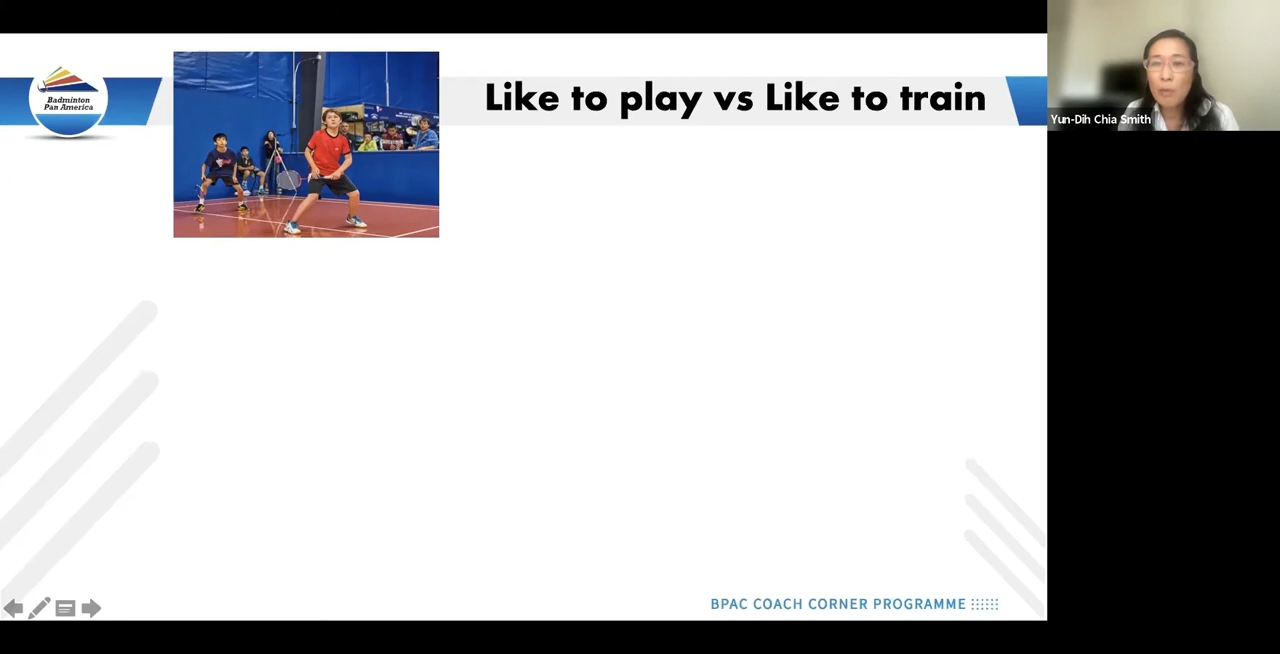 Badminton
Pan America
Like to play vs Like to train
Yun-Dih Chia Smith
BPAC COACH CORNER PROGRAMME